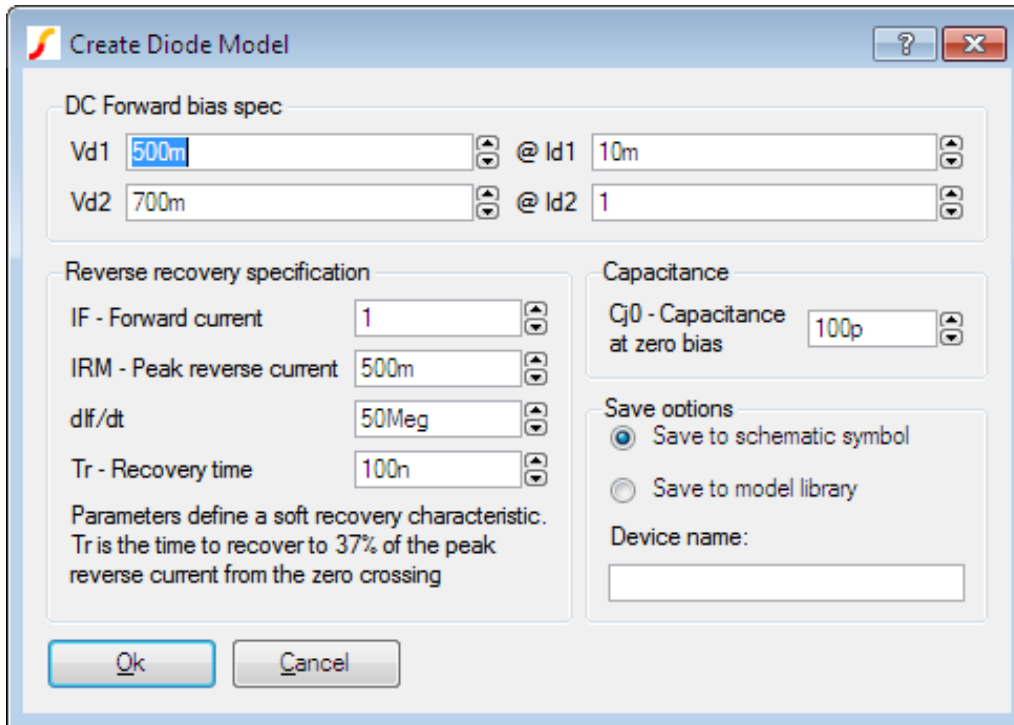 Create Diode Model
DC Forward bias spec
Vd1 500m @ Id1 10m
Vd2 700m @ Id2 1
Reverse recovery specification
IF - Forward current 1
IRM - Peak reverse current 500m
dIf/dt 50Meg
Tr - Recovery time 100n
Parameters define a soft recovery characteristic.
Tr is the time to recover to 37% of the peak
reverse current from the zero crossing
Capacitance
Cj0 - Capacitance
at zero bias 100p
Save options
Save to schematic symbol
Save to model library
Device name:
Ok Cancel